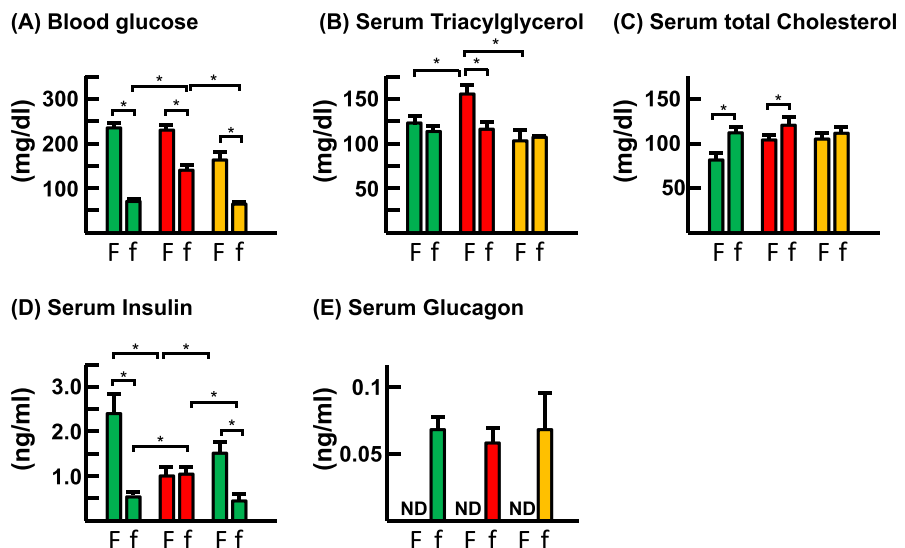 (A) Blood glucose
(mg/dl)
300
200
100
*
*
*
*
*
F f F f F f
(B) Serum Triacylglycerol
(mg/dl)
150
100
50
*
*
*
F f F f F f
(C) Serum total Cholesterol
(mg/dl)
150
100
50
*
*
F f F f F f
(D) Serum Insulin
(ng/ml)
3.0
2.0
1.0
*
*
*
*
*
*
F f F f F f
(E) Serum Glucagon
(ng/ml)
0.1
0.05
ND ND ND
F f F f F f